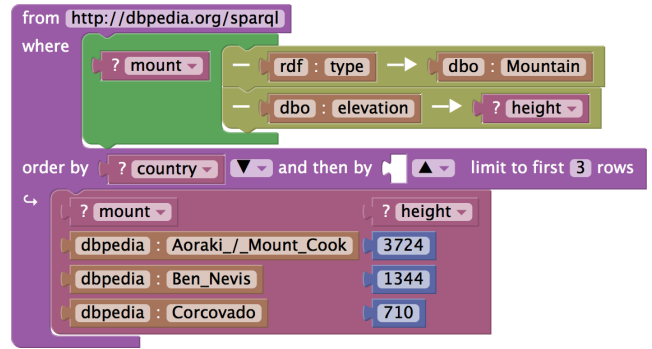 from http://dbpedia.org/sparql
where
? mount ▾ — rdf : type → dbo : Mountain
— dbo : elevation → ? height ▾
order by ? country ▾ ▼ ▾ and then by ▲ ▾ limit to first 3 rows
↪ ? mount ▾ ? height ▾
dbpedia : Aoraki_/_Mount_Cook 3724
dbpedia : Ben_Nevis 1344
dbpedia : Corcovado 710